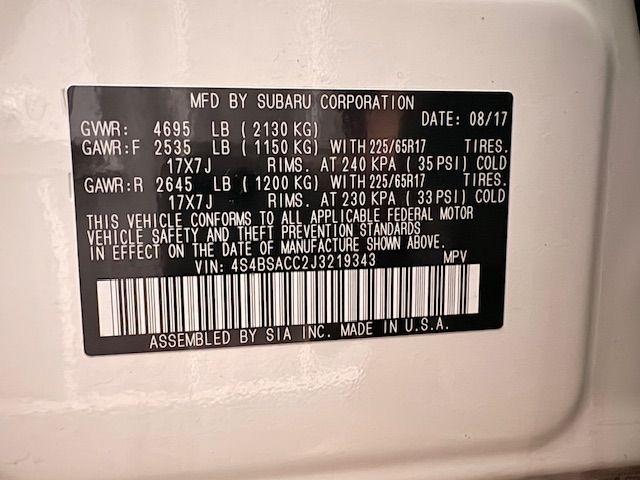 MFD BY SUBARU CORPORATION
GVWR: 4695 LB (2130 KG) DATE: 08/17
GAWR:F 2535 LB (1150 KG) WITH 225/65R17 TIRES.
17X7J RIMS. AT 240 KPA (35 PSI) COLD
GAWR:R 2645 LB (1200 KG) WITH 225/65R17 TIRES.
17X7J RIMS. AT 230 KPA (33 PSI) COLD
THIS VEHICLE CONFORMS TO ALL APPLICABLE FEDERAL MOTOR
VEHICLE SAFETY AND THEFT PREVENTION STANDARDS
IN EFFECT ON THE DATE OF MANUFACTURE SHOWN ABOVE.
VIN: 4S4BSACC2J3219343 MPV
ASSEMBLED BY SIA INC. MADE IN U.S.A.